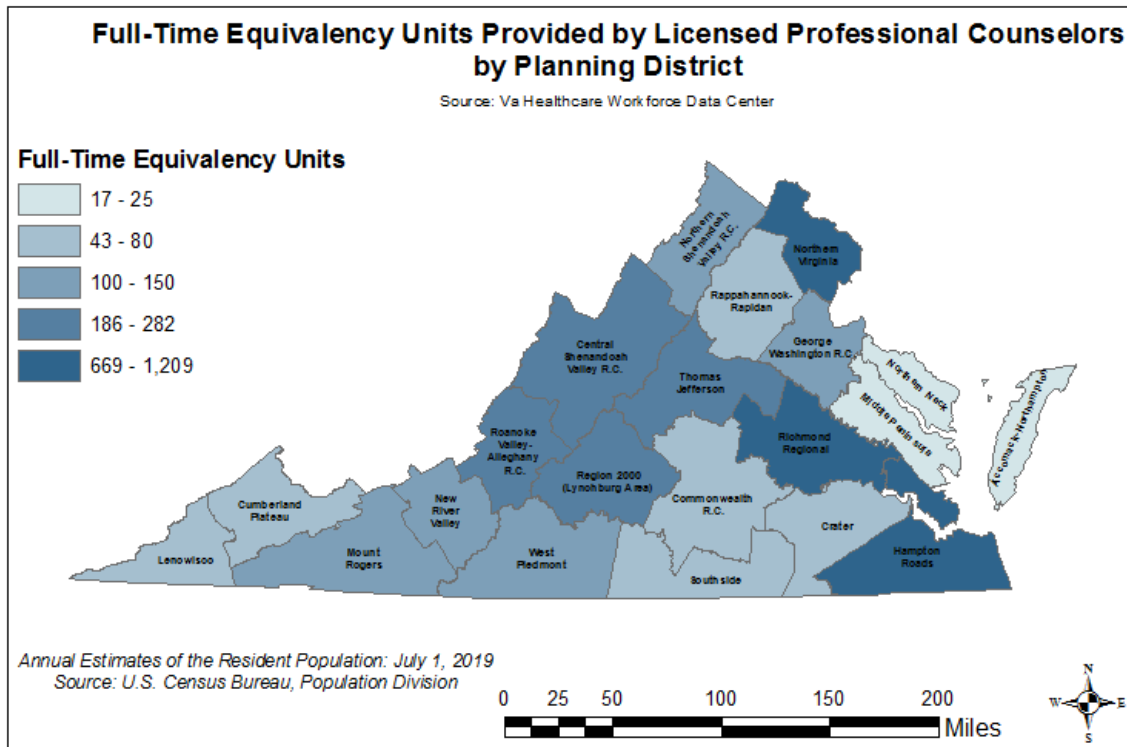 Full-Time Equivalency Units Provided by Licensed Professional Counselors
by Planning District
Source: Va Healthcare Workforce Data Center
Full-Time Equivalency Units
17 - 25
43 - 80
100 - 150
186 - 282
669 - 1,209
Northern
Shenandoah
Valley R.C.
Northern
Virginia
Rappahannock-
Rapidan
Central
Shenandoah
Valley R.C.
George
Washington R.C.
Northern Neck
Thomas
Jefferson
Middle Peninsula
Accomack-Northampton
Roanoke
Valley-
Alleghany
R.C.
Richmond
Regional
Region 2000
(Lynchburg Area)
Commonwealth
R.C.
Cumberland
Plateau
New
River
Valley
Crater
Lenowisco
Mount
Rogers
West
Piedmont
Southside
Hampton
Roads
Annual Estimates of the Resident Population: July 1, 2019
Source: U.S. Census Bureau, Population Division
0 25 50 100 150 200
Miles
N
W E
S